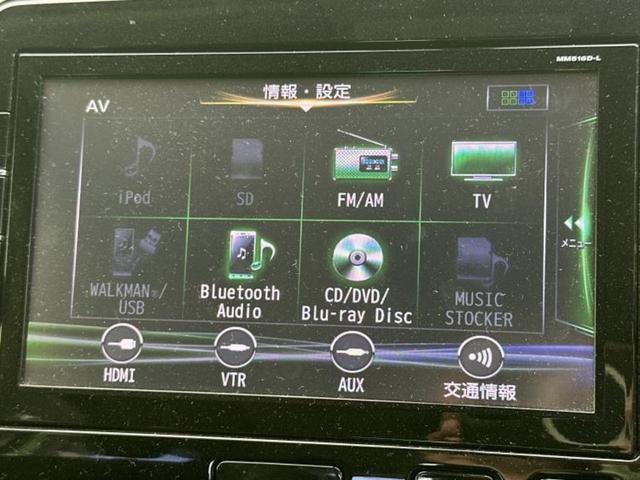 MM516D-L
情報・設定
AV
iPod
SD
FM/AM
TV
メニュー
WALKMAN®/
USB
Bluetooth
Audio
CD/DVD/
Blu-ray Disc
MUSIC
STOCKER
HDMI
VTR
AUX
交通情報